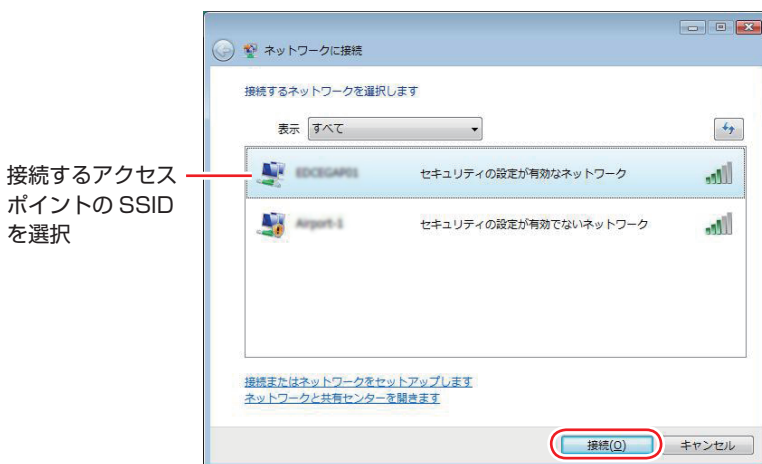 ネットワークに接続
接続するネットワークを選択します
表示 すべて
接続するアクセス
ポイントの SSID
を選択
セキュリティの設定が有効なネットワーク
セキュリティの設定が有効でないネットワーク
接続またはネットワークをセットアップします
ネットワークと共有センターを開きます
接続(O) キャンセル